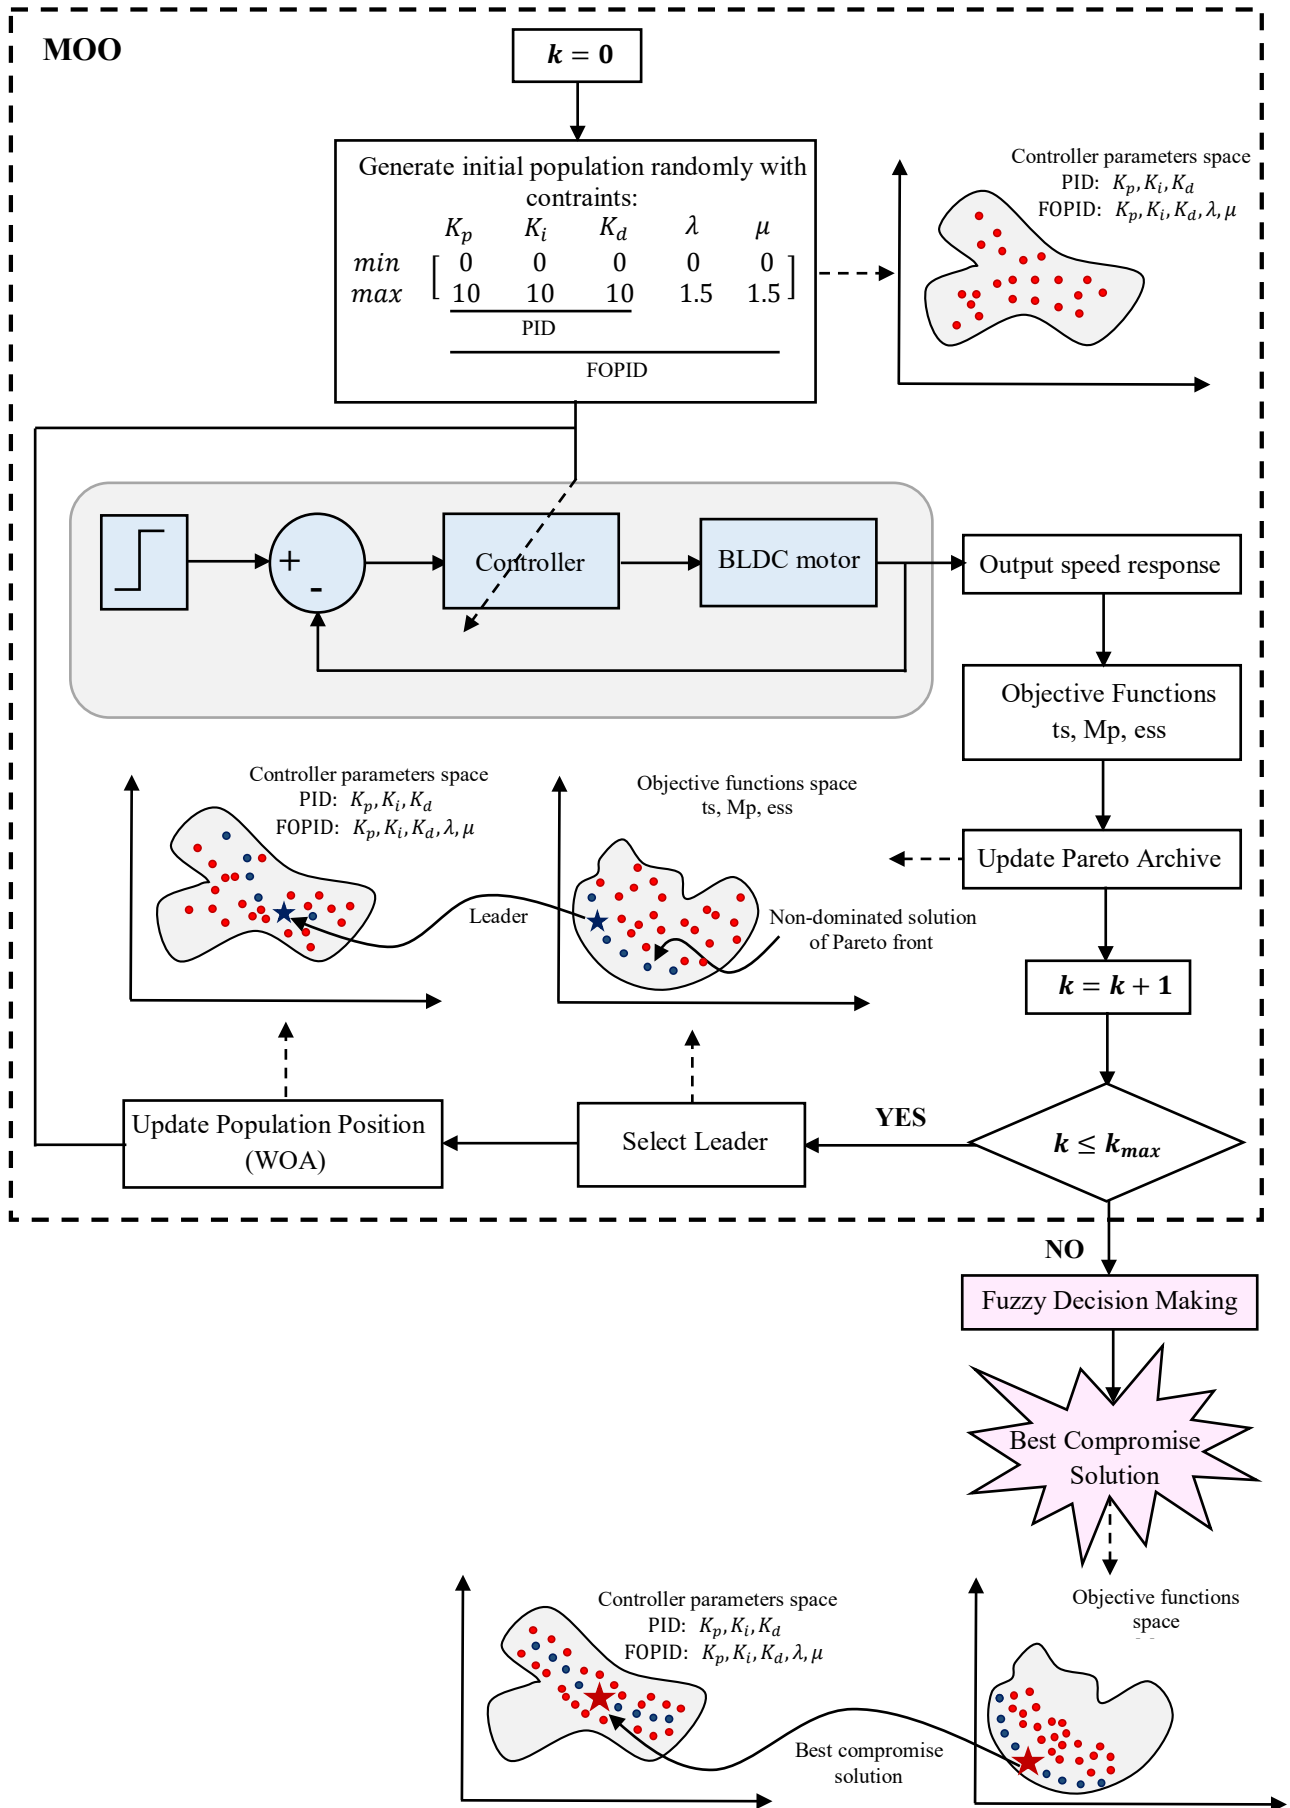 MOO
k = 0
Generate initial population randomly with
contraints:
K_p K_i K_d λ μ
min [ 0 0 0 0 0 ]
max 10 10 10 1.5 1.5
PID
FOPID
Controller parameters space
PID: K_p, K_i, K_d
FOPID: K_p, K_i, K_d, λ, μ
+
-
Controller
BLDC motor
Output speed response
Objective Functions
ts, Mp, ess
Controller parameters space
PID: K_p, K_i, K_d
FOPID: K_p, K_i, K_d, λ, μ
Objective functions space
ts, Mp, ess
Update Pareto Archive
Leader
Non-dominated solution
of Pareto front
k = k + 1
Update Population Position
(WOA)
Select Leader
YES
k ≤ k_max
NO
Fuzzy Decision Making
Best Compromise
Solution
Controller parameters space
PID: K_p, K_i, K_d
FOPID: K_p, K_i, K_d, λ, μ
Objective functions
space
Best compromise
solution